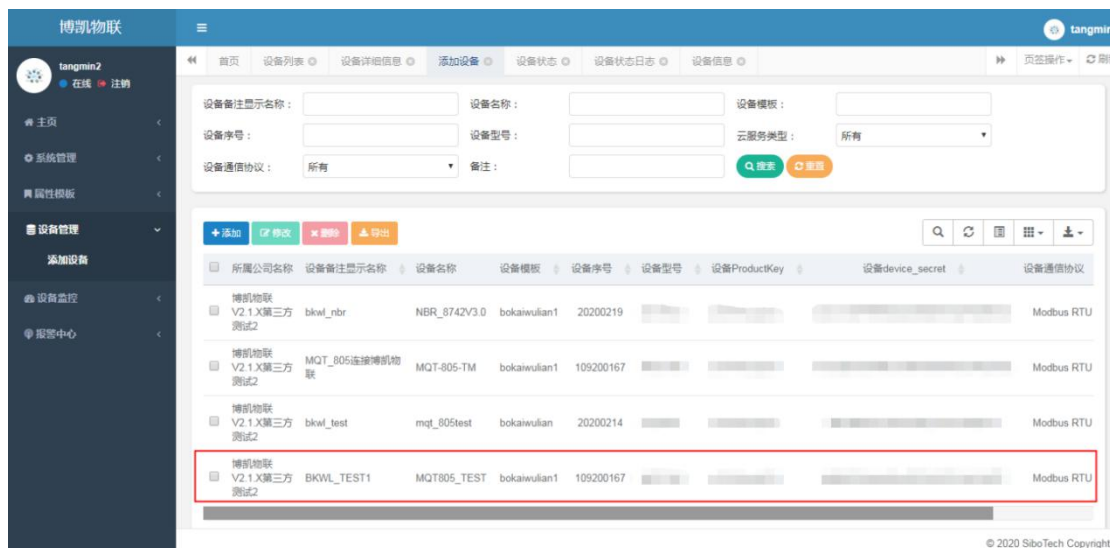 博凯物联
tangmin
tangmin2
在线 注销
首页 设备列表 设备详细信息 添加设备 设备状态 设备状态日志 设备信息 页签操作
主页
系统管理
属性模板
设备管理
添加设备
设备监控
报警中心
设备备注显示名称： 设备名称： 设备模板：
设备序号： 设备型号： 云服务类型： 所有
设备通信协议： 所有 备注： 搜索 重置
添加 修改 删除 导出
所属公司名称 设备备注显示名称 设备名称 设备模板 设备序号 设备型号 设备ProductKey 设备device_secret 设备通信协议
博凯物联
V2.1.X第三方 bkwl_nbr NBR_8742V3.0 bokaiwulian1 20200219 Modbus RTU
测试2
博凯物联
V2.1.X第三方 MQT_805连接博凯物 MQT-805-TM bokaiwulian1 109200167 Modbus RTU
测试2 联
博凯物联
V2.1.X第三方 bkwl_test mqt_805test bokaiwulian 20200214 Modbus RTU
测试2
博凯物联
V2.1.X第三方 BKWL_TEST1 MQT805_TEST bokaiwulian1 109200167 Modbus RTU
测试2
© 2020 SiboTech Copyright